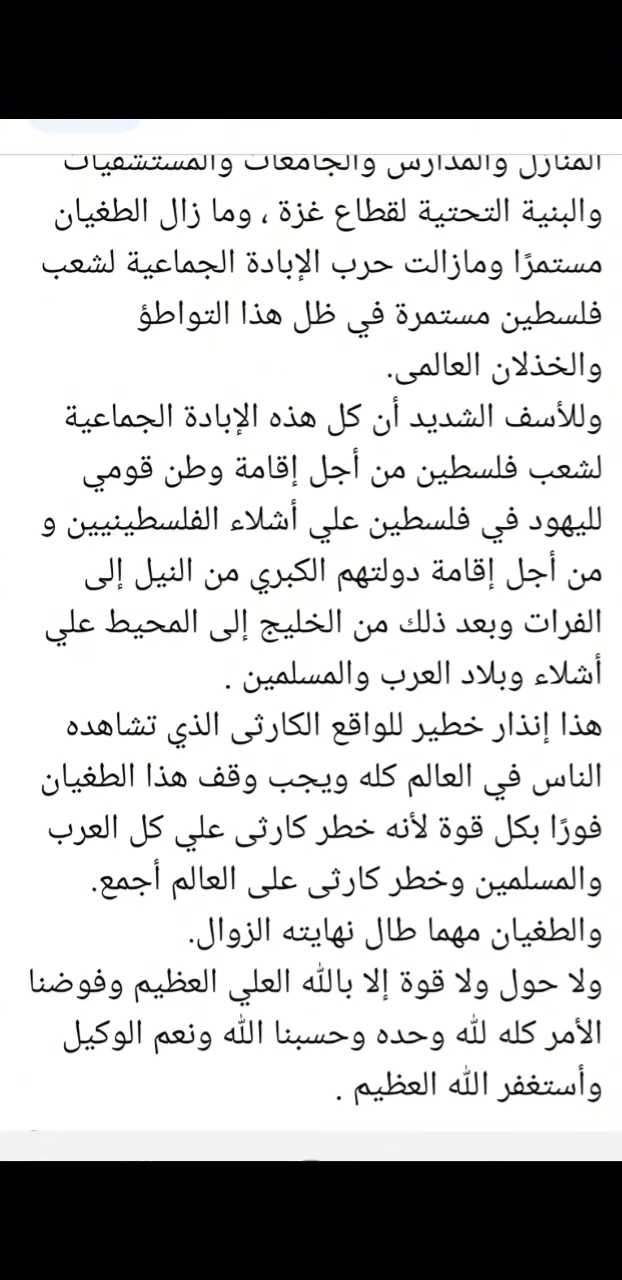 المنازل والمدارس والجامعات والمستشفيات
والبنية التحتية لقطاع غزة ، وما زال الطغيان
مستمرًا ومازالت حرب الإبادة الجماعية لشعب
فلسطين مستمرة في ظل هذا التواطؤ
والخذلان العالمى.
وللأسف الشديد أن كل هذه الإبادة الجماعية
لشعب فلسطين من أجل إقامة وطن قومي
لليهود في فلسطين علي أشلاء الفلسطينيين و
من أجل إقامة دولتهم الكبري من النيل إلى
الفرات وبعد ذلك من الخليج إلى المحيط علي
أشلاء وبلاد العرب والمسلمين .
هذا إنذار خطير للواقع الكارثى الذي تشاهده
الناس في العالم كله ويجب وقف هذا الطغيان
فورًا بكل قوة لأنه خطر كارثى علي كل العرب
والمسلمين وخطر كارثى على العالم أجمع.
والطغيان مهما طال نهايته الزوال.
ولا حول ولا قوة إلا بالله العلي العظيم وفوضنا
الأمر كله لله وحده وحسبنا الله ونعم الوكيل
وأستغفر الله العظيم .